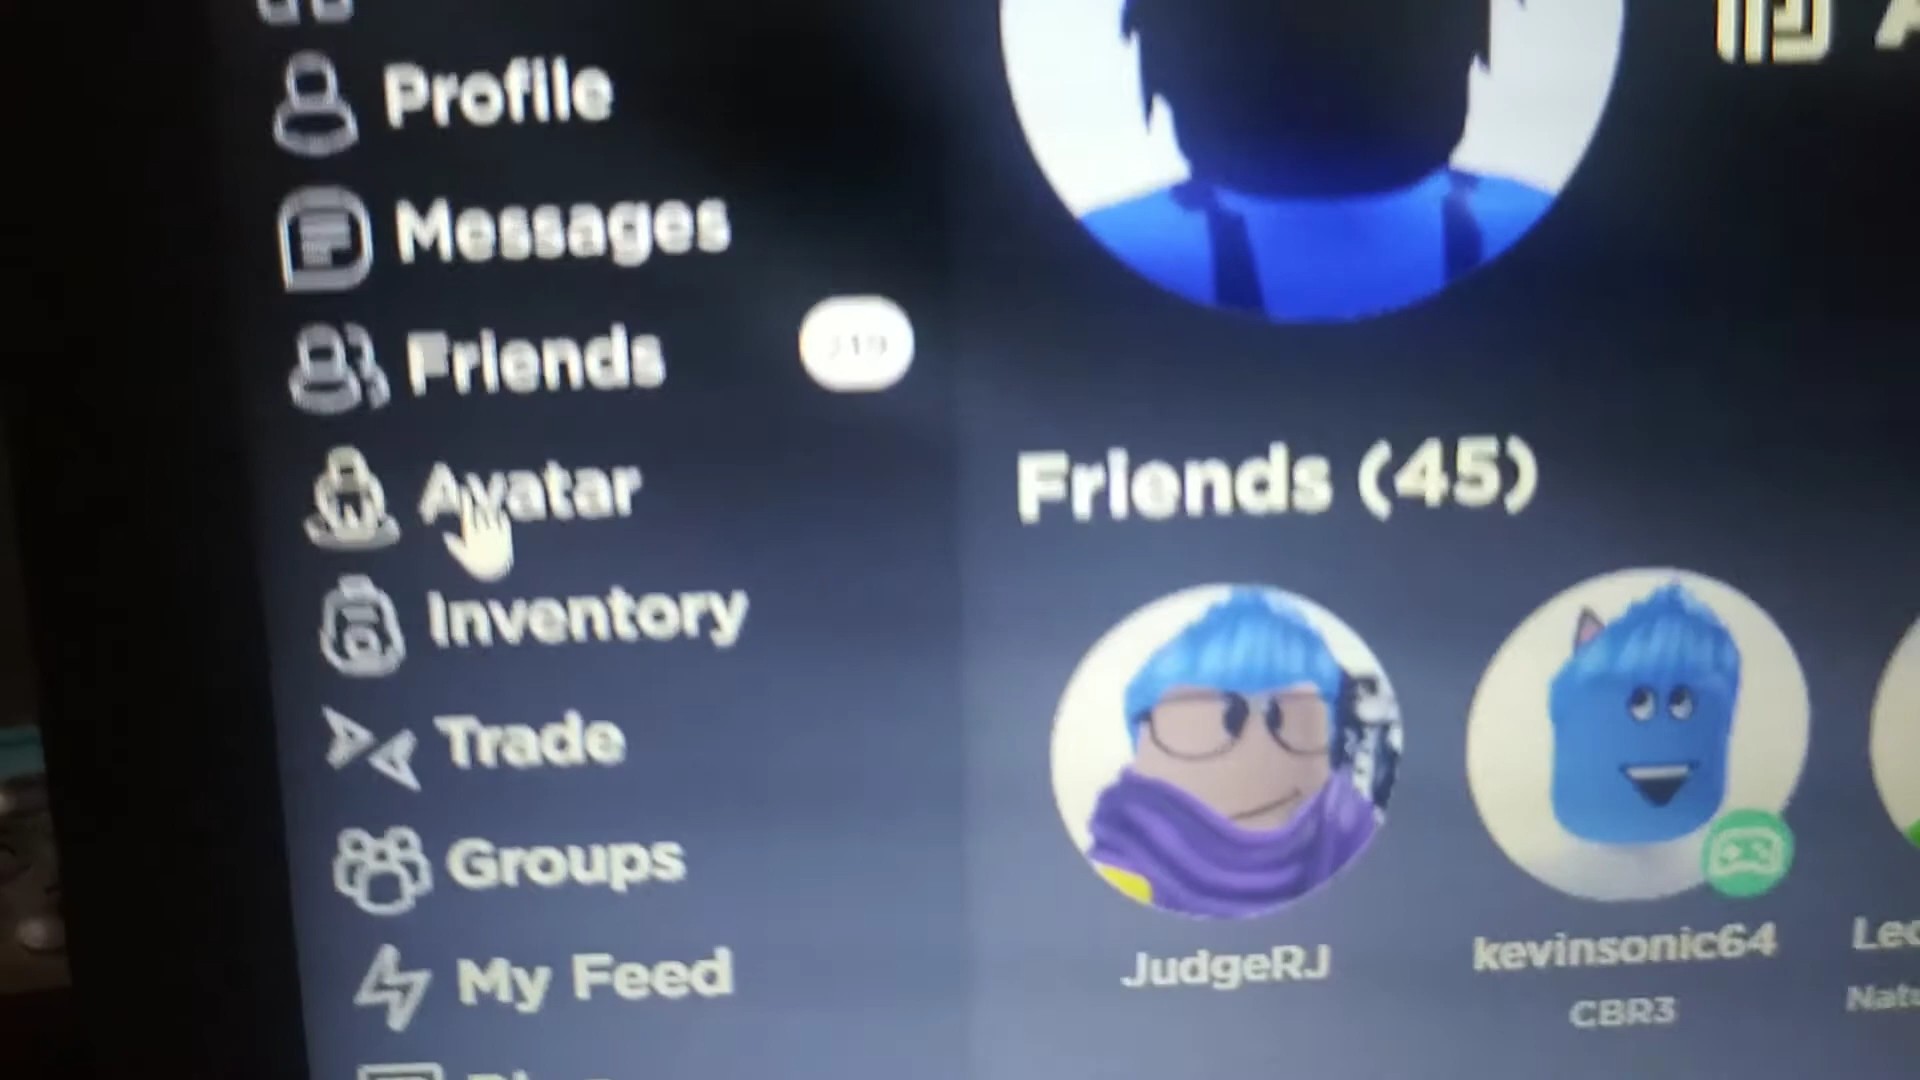 Profile
Messages
Friends
Avatar
Inventory
Trade
Groups
My Feed
Friends (45)
JudgeRJ
kevinsonic64
CBR3